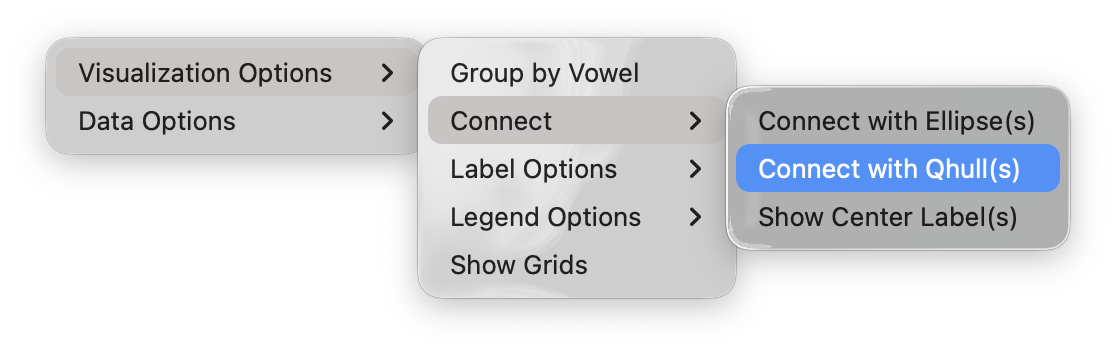 Visualization Options
Data Options
Group by Vowel
Connect
Label Options
Legend Options
Show Grids
Connect with Ellipse(s)
Connect with Qhull(s)
Show Center Label(s)